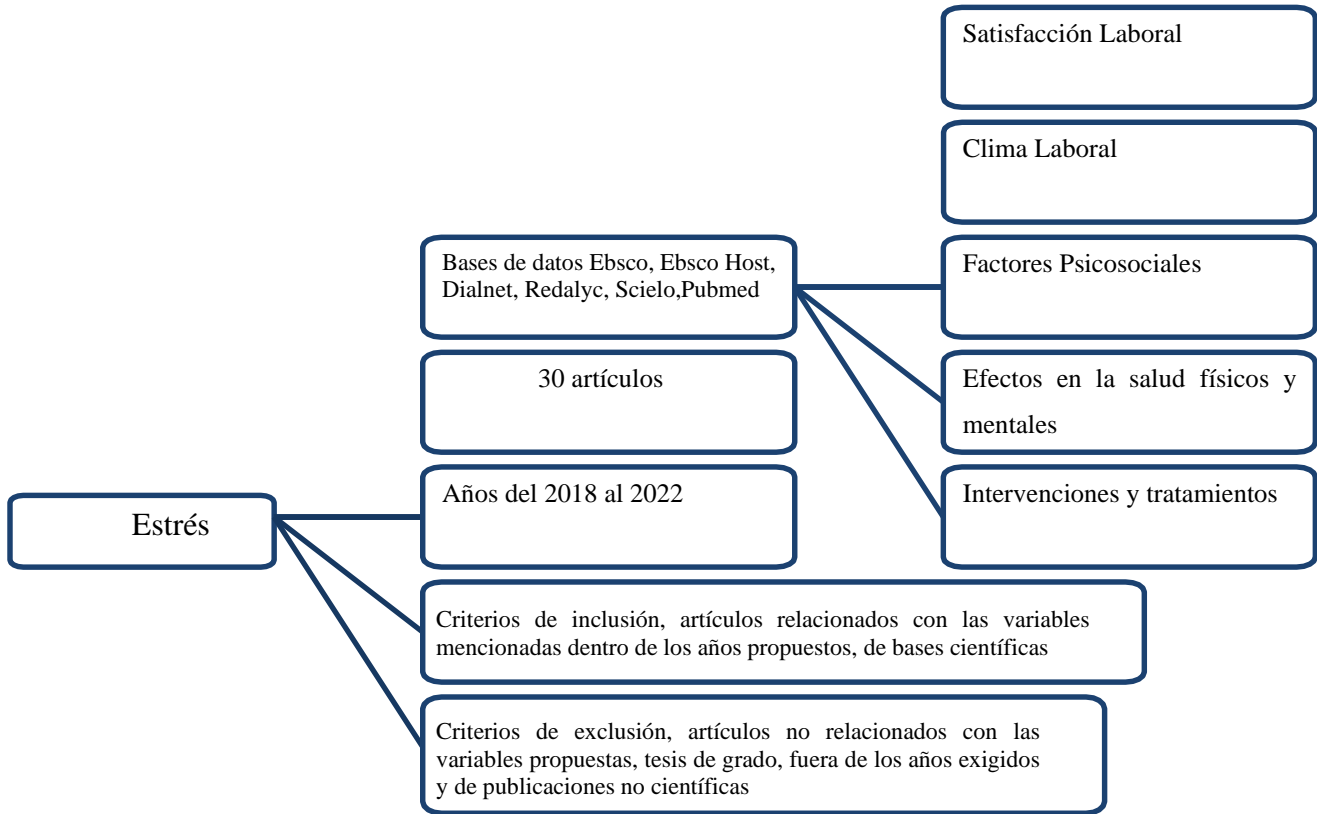 Estrés
Bases de datos Ebsco, Ebsco Host,
Dialnet, Redalyc, Scielo,Pubmed
30 artículos
Años del 2018 al 2022
Criterios de inclusión, artículos relacionados con las variables
mencionadas dentro de los años propuestos, de bases científicas
Criterios de exclusión, artículos no relacionados con las
variables propuestas, tesis de grado, fuera de los años exigidos
y de publicaciones no científicas
Satisfacción Laboral
Clima Laboral
Factores Psicosociales
Efectos en la salud físicos y
mentales
Intervenciones y tratamientos